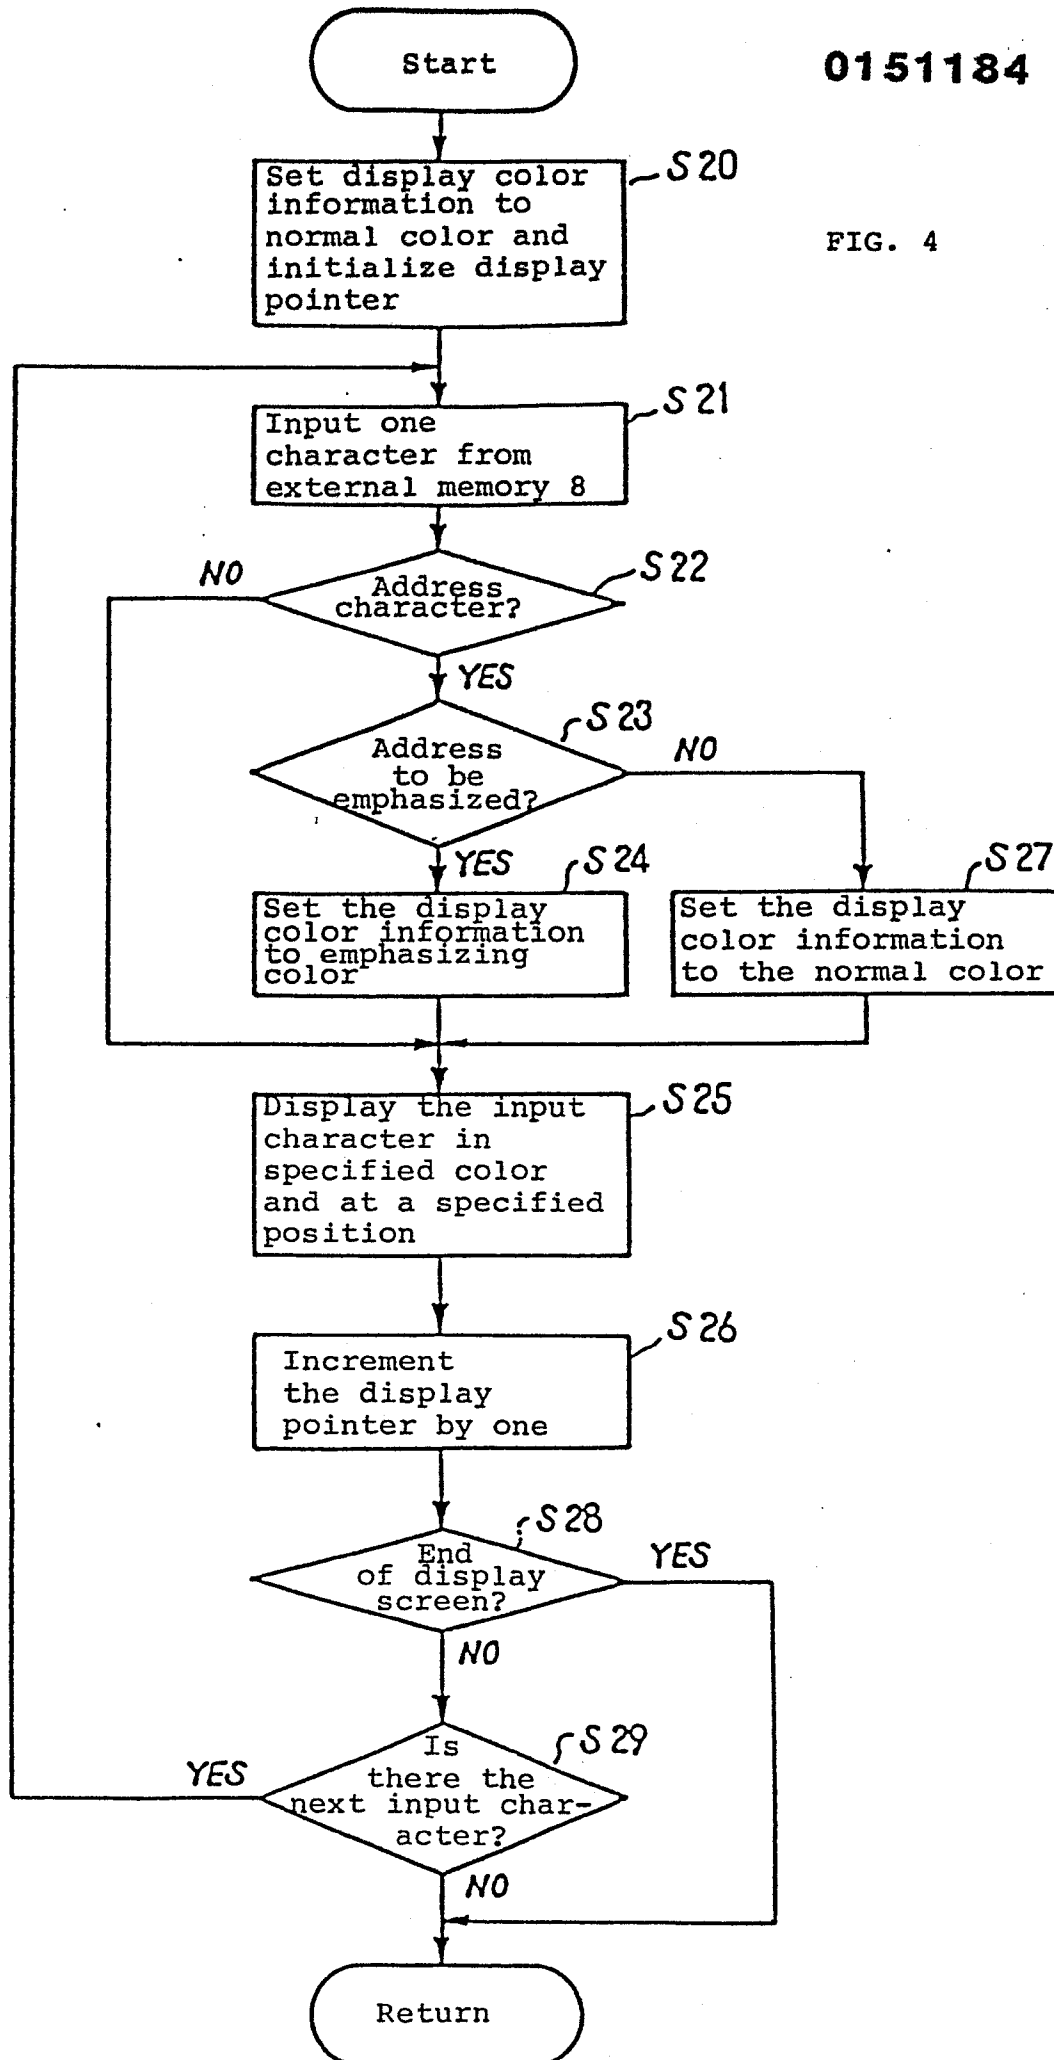 Start
0151184
S20
Set display color
information to
normal color and
initialize display
pointer
FIG. 4
S21
Input one
character from
external memory 8
NO
S22
Address
character?
YES
S23
Address
to be
emphasized?
NO
YES
S24
Set the display
color information
to emphasizing
color
S27
Set the display
color information
to the normal color
S25
Display the input
character in
specified color
and at a specified
position
S26
Increment
the display
pointer by one
S28
End
of display
screen?
YES
NO
S29
Is
there the
next input char-
acter?
YES
NO
Return